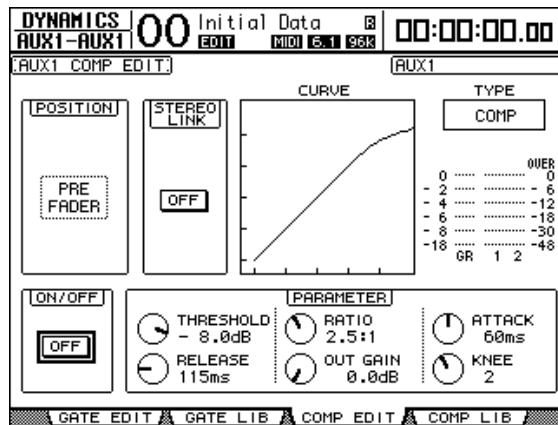 DYNAMICS
AUX1-AUX1
00
Initial Data
R
EDIT
MIDI 6.1 96K
00:00:00.00
AUX1 COMP EDIT
AUX1
POSITION
PRE
FADER
STEREO
LINK
OFF
CURVE
TYPE
COMP
OVER
0 0
- 2 - 6
- 4 -12
- 6 -18
- 8 -30
-18 -48
GR 1 2
ON/OFF
OFF
PARAMETER
THRESHOLD
- 8.0dB
RATIO
2.5:1
ATTACK
60ms
RELEASE
115ms
OUT GAIN
0.0dB
KNEE
2
GATE EDIT
GATE LIB
COMP EDIT
COMP LIB